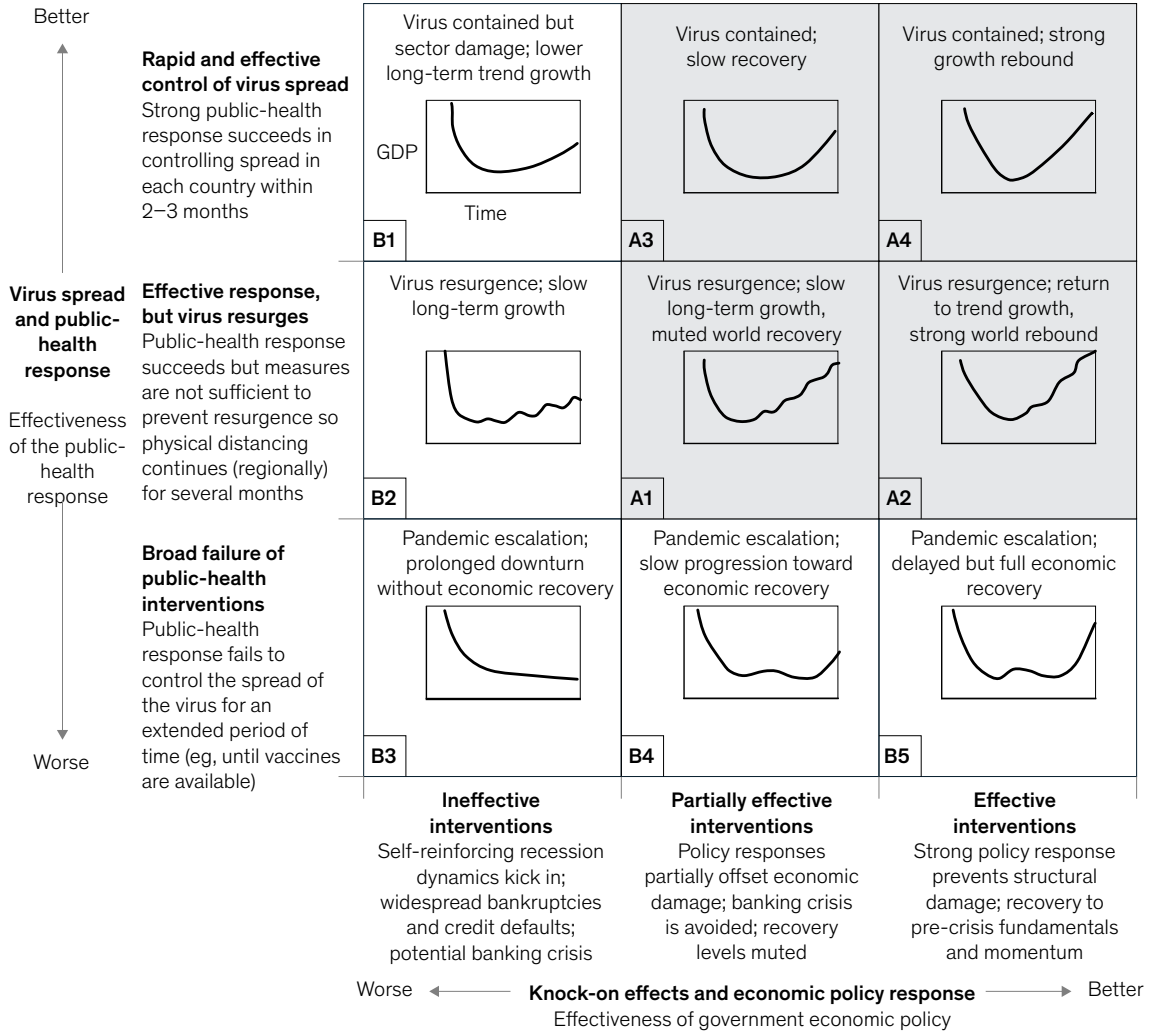 Better
Virus spread
and public-
health
response
Effectiveness
of the public-
health
response
Worse
Rapid and effective
control of virus spread
Strong public-health
response succeeds in
controlling spread in
each country within
2–3 months
Virus contained but
sector damage; lower
long-term trend growth
GDP
Time
B1
Virus contained;
slow recovery
A3
Virus contained; strong
growth rebound
A4
Effective response,
but virus resurges
Public-health response
succeeds but measures
are not sufficient to
prevent resurgence so
physical distancing
continues (regionally)
for several months
Virus resurgence; slow
long-term growth
B2
Virus resurgence; slow
long-term growth,
muted world recovery
A1
Virus resurgence; return
to trend growth,
strong world rebound
A2
Broad failure of
public-health
interventions
Public-health
response fails to
control the spread of
the virus for an
extended period of
time (eg, until vaccines
are available)
Pandemic escalation;
prolonged downturn
without economic recovery
B3
Pandemic escalation;
slow progression toward
economic recovery
B4
Pandemic escalation;
delayed but full economic
recovery
B5
Ineffective
interventions
Self-reinforcing recession
dynamics kick in;
widespread bankruptcies
and credit defaults;
potential banking crisis
Partially effective
interventions
Policy responses
partially offset economic
damage; banking crisis
is avoided; recovery
levels muted
Effective
interventions
Strong policy response
prevents structural
damage; recovery to
pre-crisis fundamentals
and momentum
Worse
Knock-on effects and economic policy response
Better
Effectiveness of government economic policy